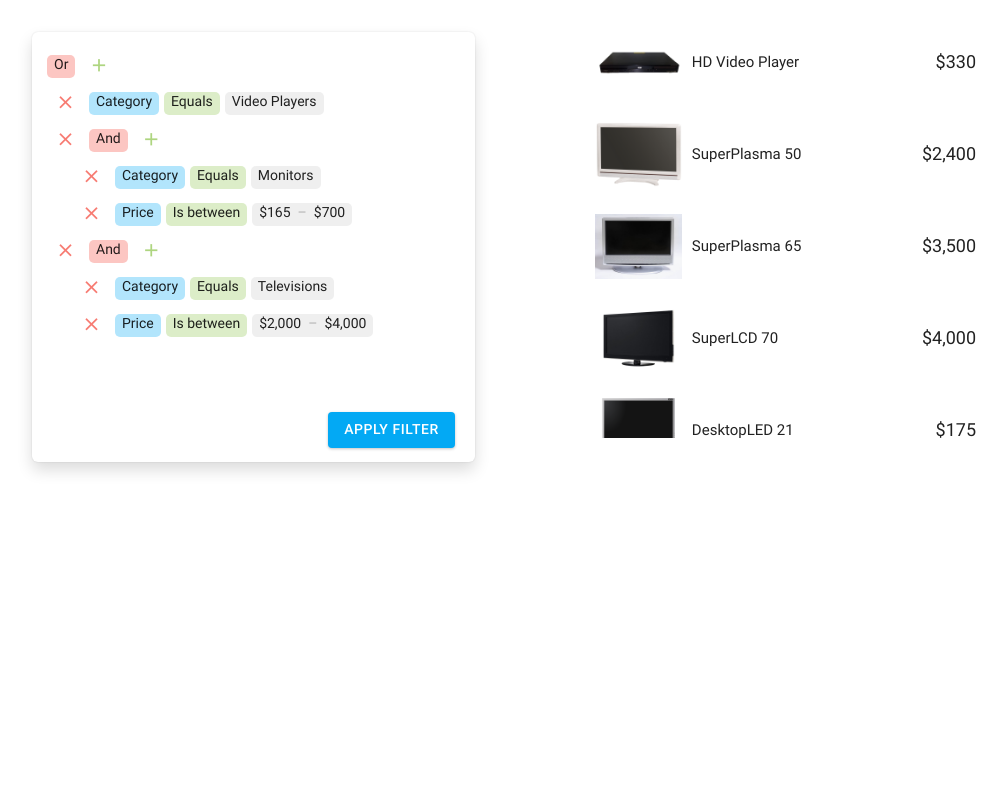 Or
Category Equals Video Players
And
Category Equals Monitors
Price Is between $165 – $700
And
Category Equals Televisions
Price Is between $2,000 – $4,000
APPLY FILTER
HD Video Player $330
SuperPlasma 50 $2,400
SuperPlasma 65 $3,500
SuperLCD 70 $4,000
DesktopLED 21 $175